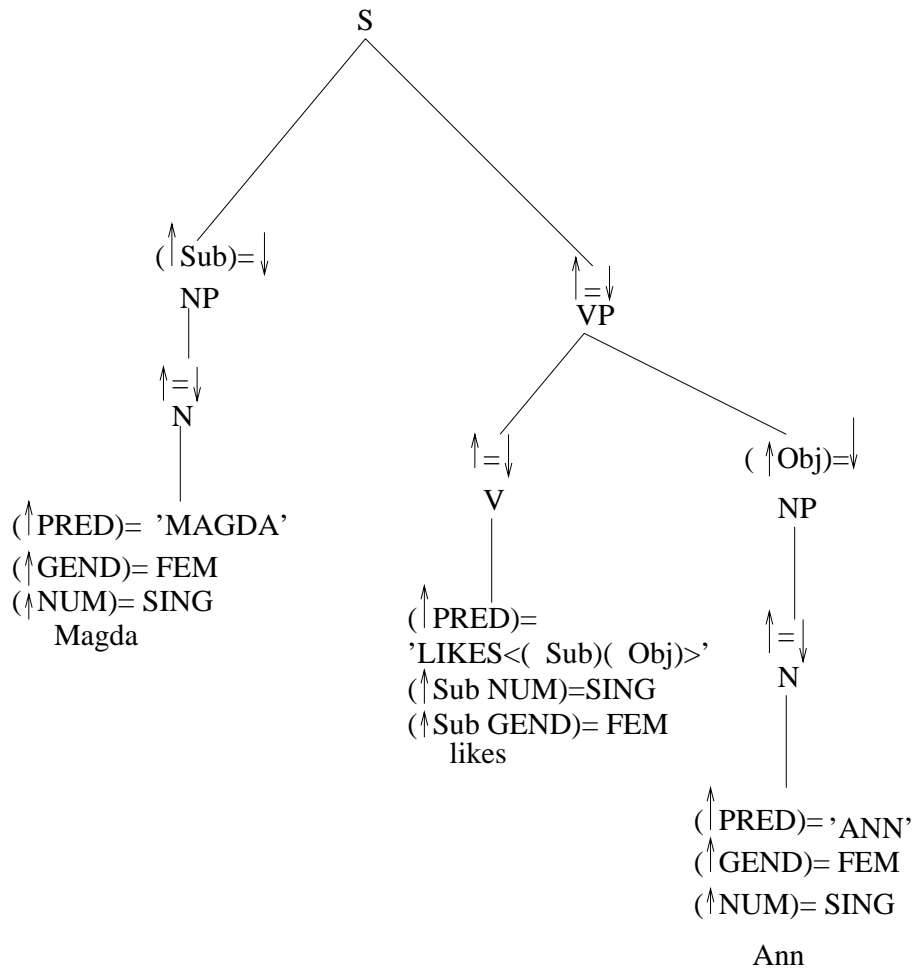 S
(↑Sub)=↓
NP
↑=↓
VP
↑=↓
N
↑=↓
V
(↑Obj)=↓
NP
(↑PRED)= ’MAGDA’
(↑GEND)= FEM
(↑NUM)= SING
Magda
(↑PRED)=
’LIKES<( Sub)( Obj)>’
(↑Sub NUM)=SING
(↑Sub GEND)= FEM
likes
↑=↓
N
(↑PRED)= ’ANN’
(↑GEND)= FEM
(↑NUM)= SING
Ann